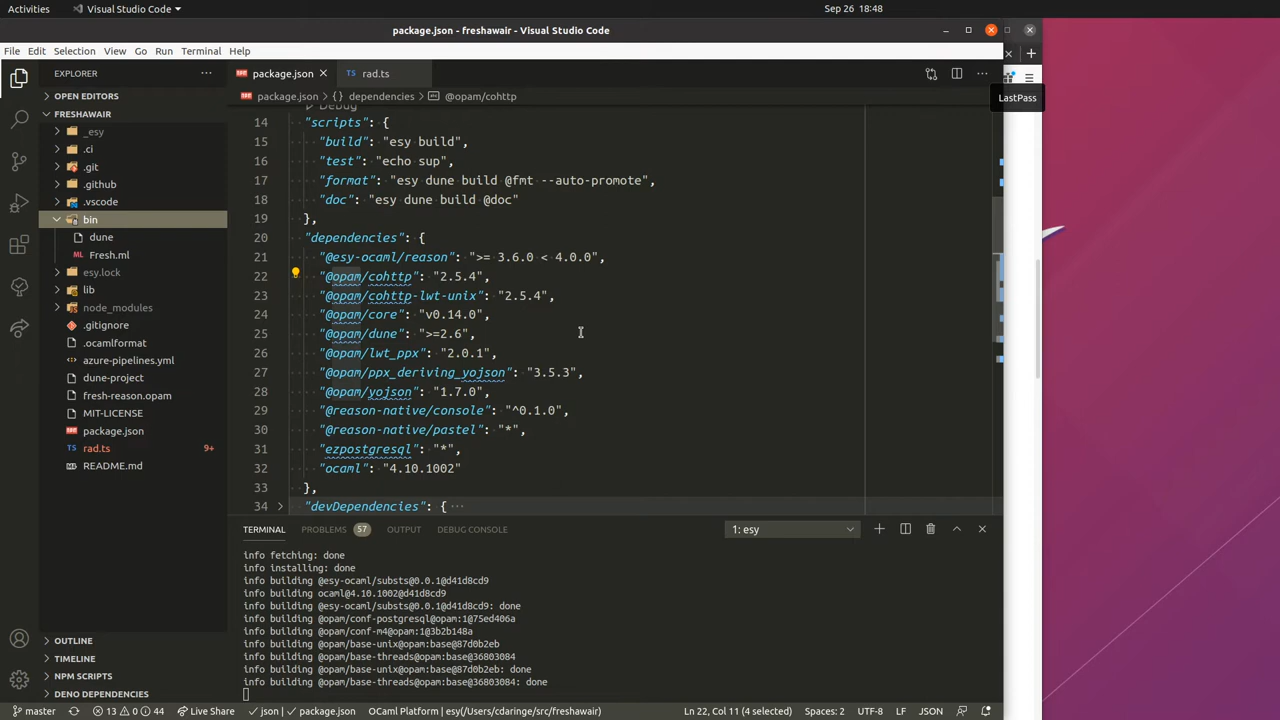 Activities
Visual Studio Code
Sep 26 18:48
package.json - freshawair - Visual Studio Code
File Edit Selection View Go Run Terminal Help
LastPass
EXPLORER
OPEN EDITORS
FRESHAWAIR
_esy
.ci
.git
.github
.vscode
bin
dune
Fresh.ml
esy.lock
lib
node_modules
.gitignore
.ocamlformat
azure-pipelines.yml
dune-project
fresh-reason.opam
MIT-LICENSE
package.json
rad.ts 9+
README.md
OUTLINE
TIMELINE
NPM SCRIPTS
DENO DEPENDENCIES
package.json
TS rad.ts
package.json > {} dependencies > @opam/cohttp
Debug
14 "scripts": {
15 "build": "esy build",
16 "test": "echo sup",
17 "format": "esy dune build @fmt --auto-promote",
18 "doc": "esy dune build @doc"
19 },
20 "dependencies": {
21 "@esy-ocaml/reason": ">= 3.6.0 < 4.0.0",
22 "@opam/cohttp": "2.5.4",
23 "@opam/cohttp-lwt-unix": "2.5.4",
24 "@opam/core": "v0.14.0",
25 "@opam/dune": ">=2.6",
26 "@opam/lwt_ppx": "2.0.1",
27 "@opam/ppx_deriving_yojson": "3.5.3",
28 "@opam/yojson": "1.7.0",
29 "@reason-native/console": "^0.1.0",
30 "@reason-native/pastel": "*",
31 "ezpostgresql": "*",
32 "ocaml": "4.10.1002"
33 },
34 "devDependencies": {
TERMINAL PROBLEMS 57 OUTPUT DEBUG CONSOLE 1: esy
info fetching: done
info installing: done
info building @esy-ocaml/substs@0.0.1@d41d8cd9
info building ocaml@4.10.1002@d41d8cd9
info building @esy-ocaml/substs@0.0.1@d41d8cd9: done
info building @opam/conf-postgresql@opam:1@75ed406a
info building @opam/conf-m4@opam:1@3b2b148a
info building @opam/base-unix@opam:base@87d0b2eb
info building @opam/base-threads@opam:base@36803084
info building @opam/base-unix@opam:base@87d0b2eb: done
info building @opam/base-threads@opam:base@36803084: done
master 13 0 44 Live Share json package.json OCaml Platform esy(/Users/cdaringe/src/freshawair) Ln 22, Col 11 (4 selected) Spaces: 2 UTF-8 LF JSON